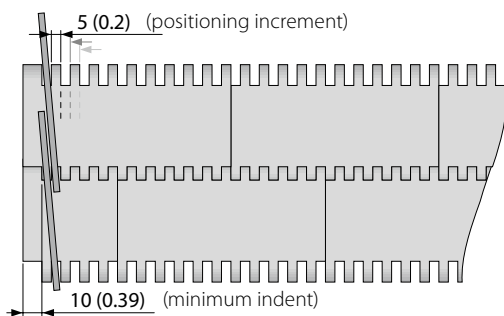 5 (0.2) (positioning increment)
10 (0.39) (minimum indent)